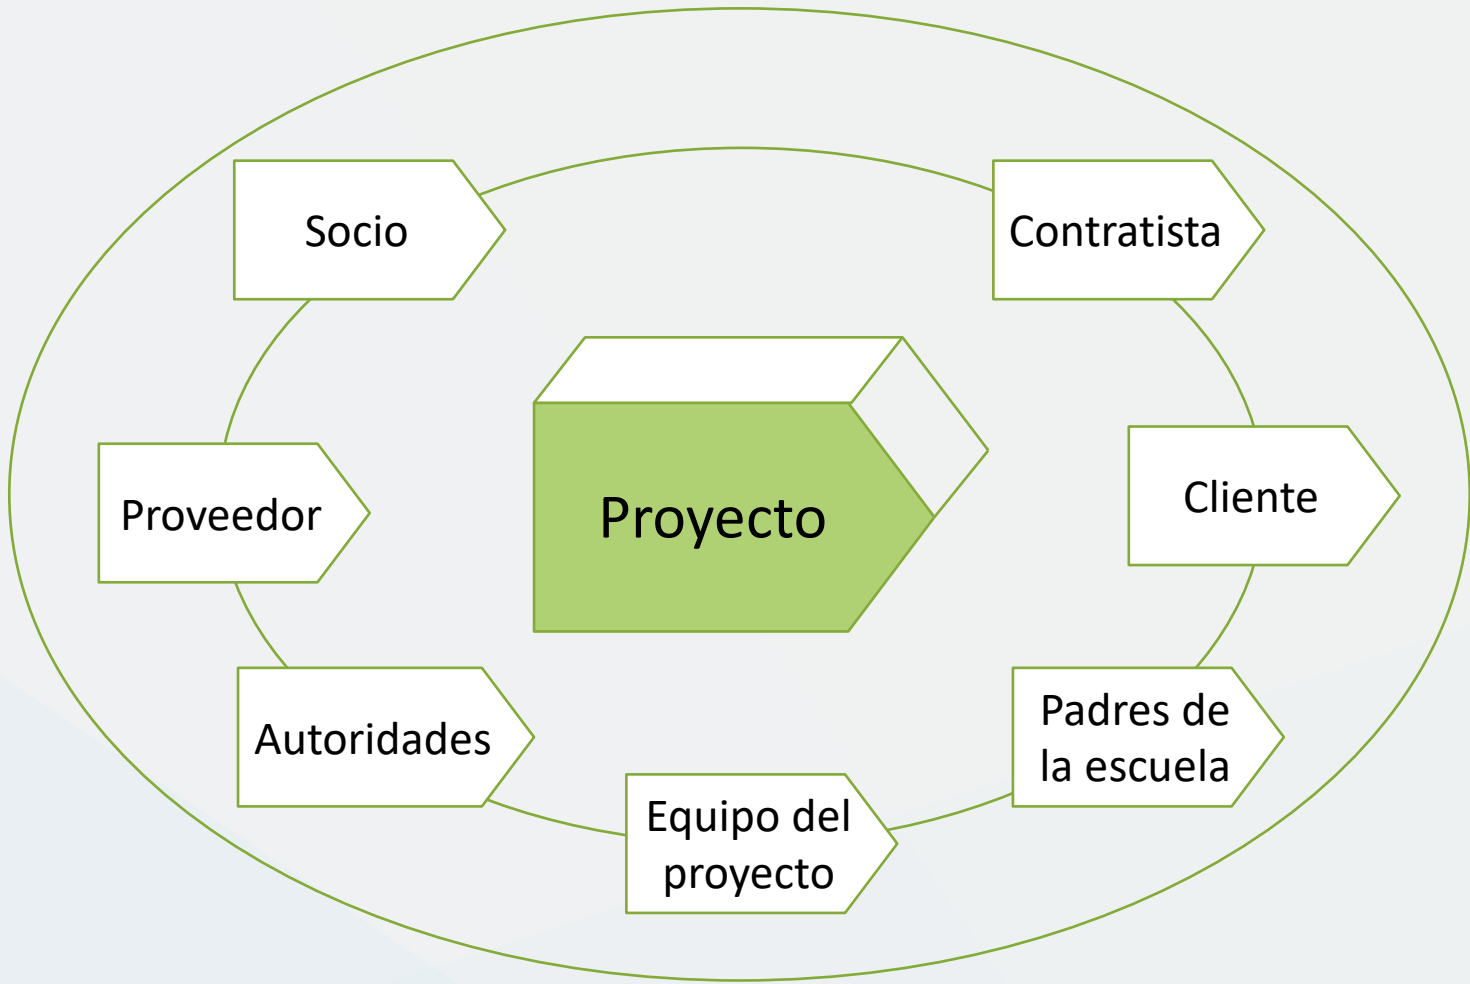 Socio
Contratista
Proyecto
Proveedor
Cliente
Autoridades
Padres de
la escuela
Equipo del
proyecto